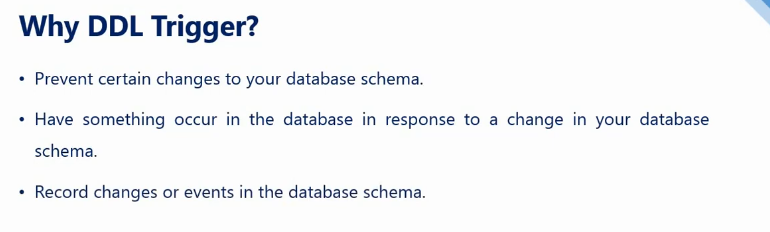 Why DDL Trigger?
• Prevent certain changes to your database schema.
• Have something occur in the database in response to a change in your database
schema.
• Record changes or events in the database schema.